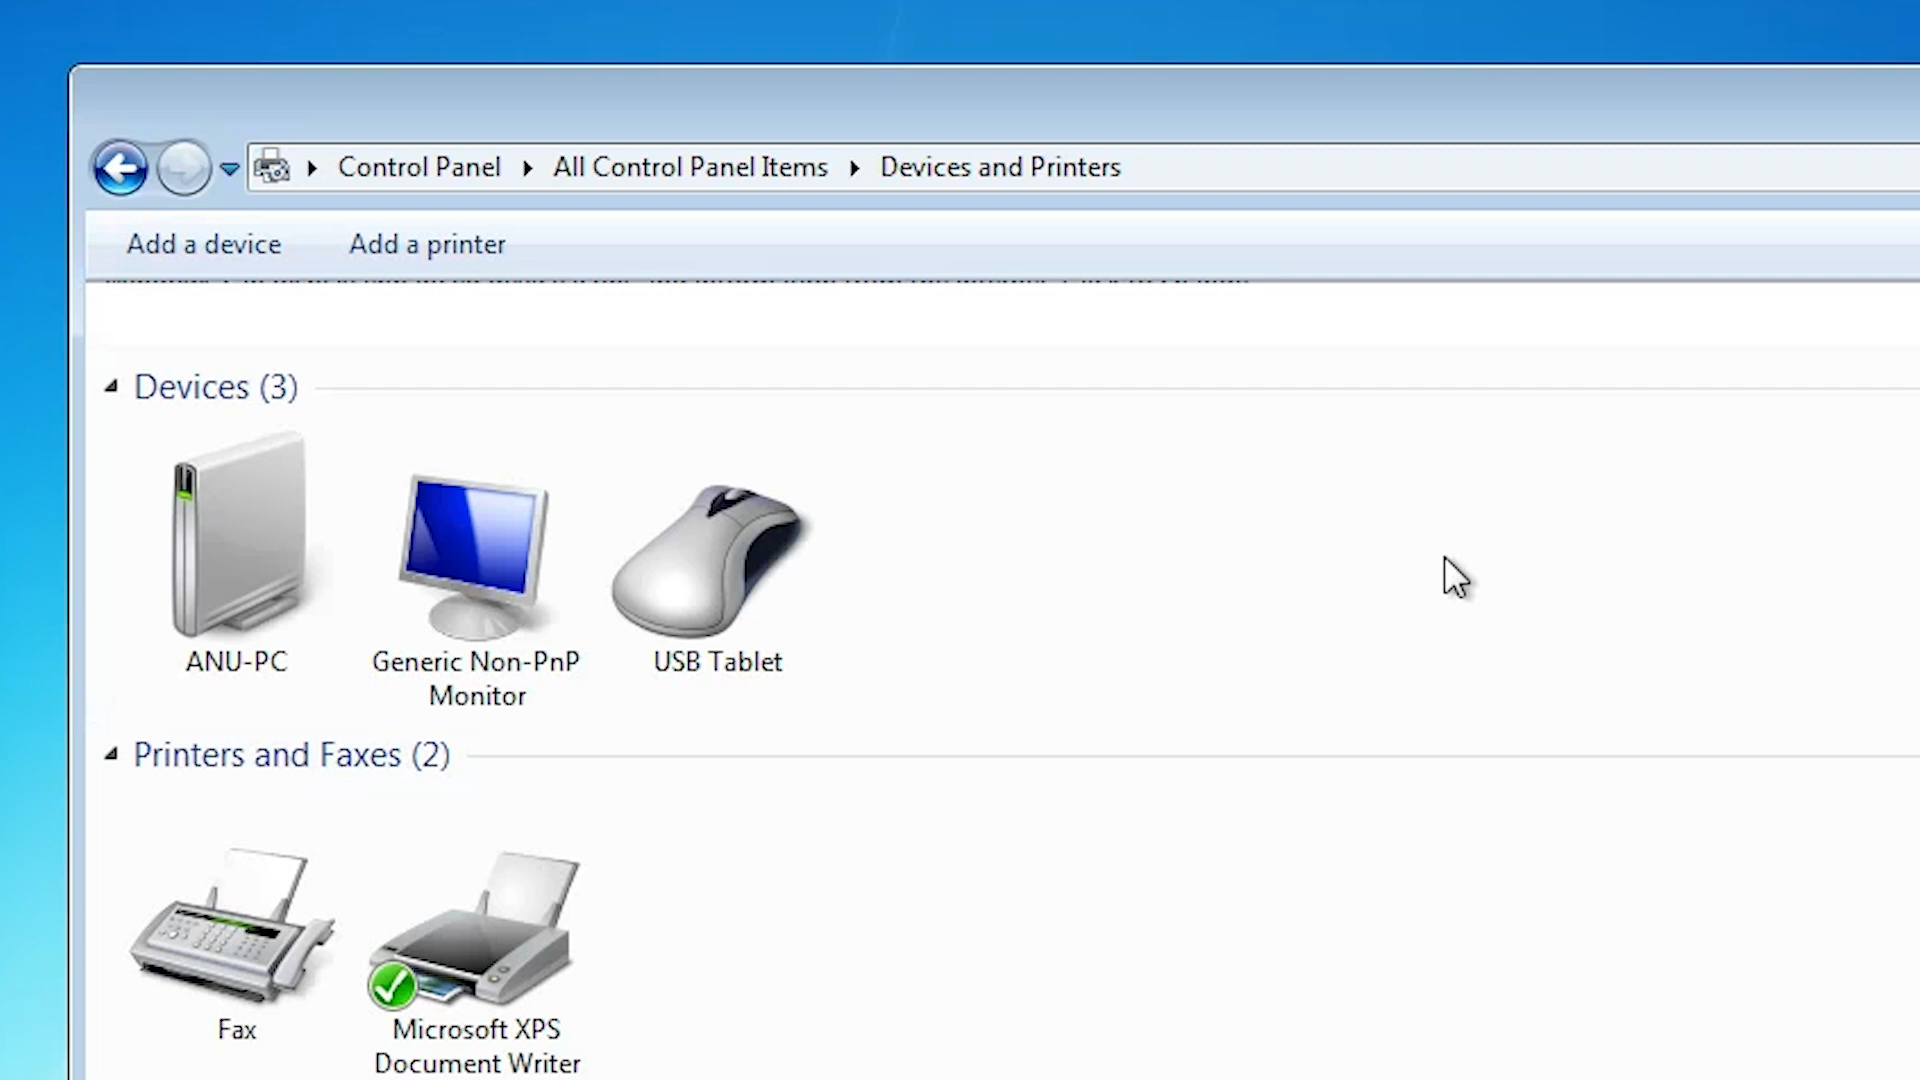 Control Panel All Control Panel Items Devices and Printers
Add a device Add a printer
Devices (3)
ANU-PC
Generic Non-PnP
Monitor
USB Tablet
Printers and Faxes (2)
Fax
Microsoft XPS
Document Writer